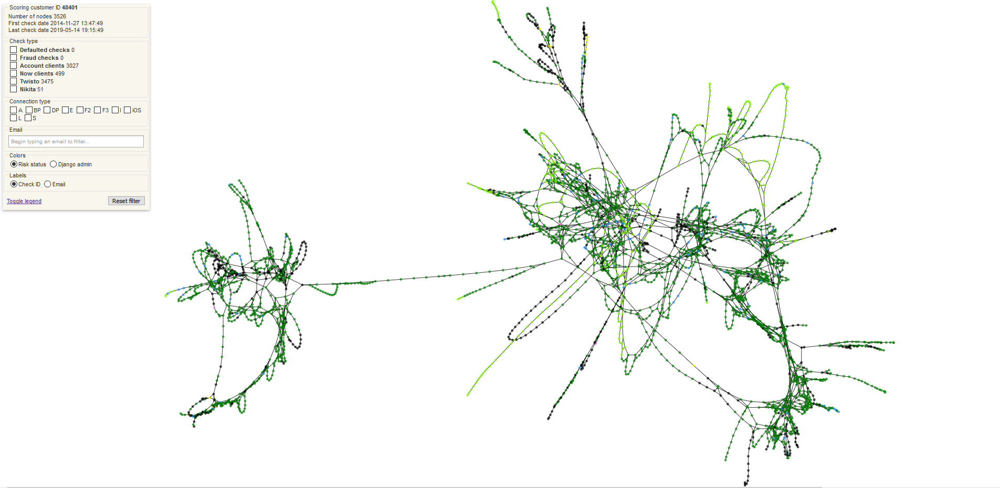 Scoring customer ID 48401
Number of nodes 3526
First check date 2014-11-27 13:47:49
Last check date 2019-05-14 19:15:49
Check type
Defaulted checks 0
Fraud checks 0
Account clients 3027
Now clients 499
Twisto 3475
Nikita 51
Connection type
A BP DP E F2 F3 I iOS
L S
Email
Begin typing an email to filter...
Colors
Risk status Django admin
Labels
Check ID Email
Toggle legend Reset filter